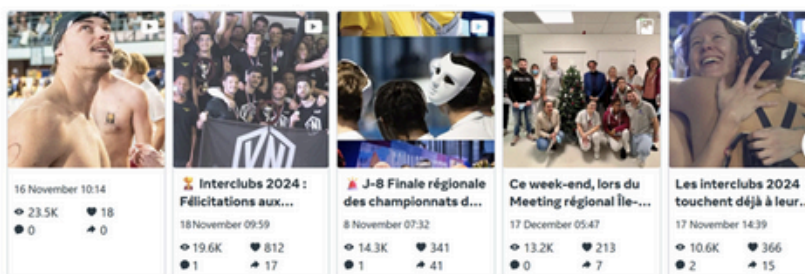 16 November 10:14
23.5K 18
0 0
🏆 Interclubs 2024 :
Félicitations aux...
18 November 09:59
19.6K 812
1 17
🚨 J-8 Finale régionale
des championnats d...
8 November 07:32
14.3K 341
1 41
Ce week-end, lors du
Meeting régional Île-...
17 December 05:47
13.2K 213
0 7
Les interclubs 2024
touchent déjà à leur...
17 November 14:39
10.6K 366
2 15